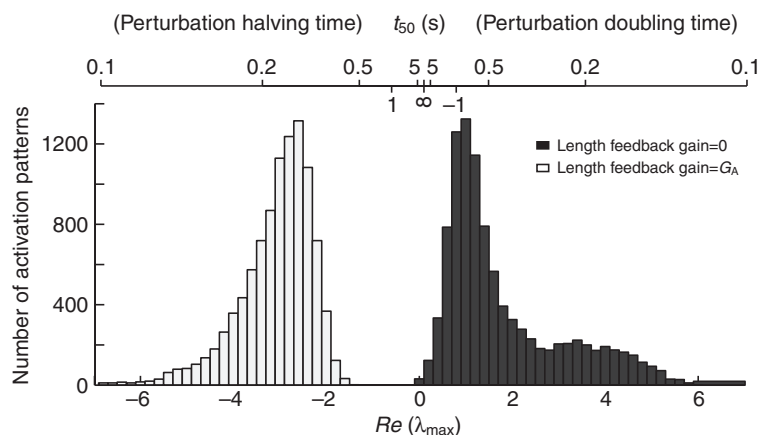 (Perturbation halving time) t50 (s) (Perturbation doubling time)
0.1 0.2 0.5 5 5 0.5 0.2 0.1
1 ∞ –1
Number of activation patterns
1200
800
400
0
Length feedback gain=0
Length feedback gain=GA
–6 –4 –2 0 2 4 6
Re (λmax)